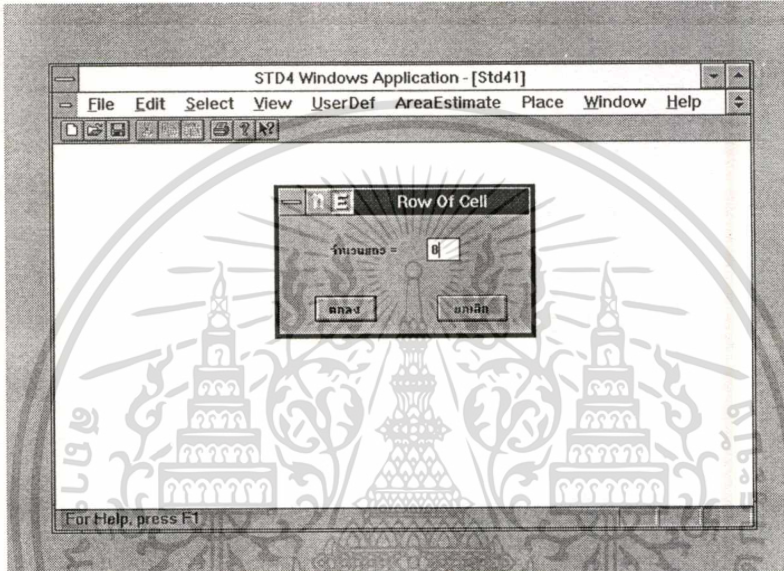 STD4 Windows Application - [Std41]
File Edit Select View UserDef AreaEstimate Place Window Help
ก E Row Of Cell
จำนวนแถว = 8
ตกลง ยกเลิก
For Help, press F1